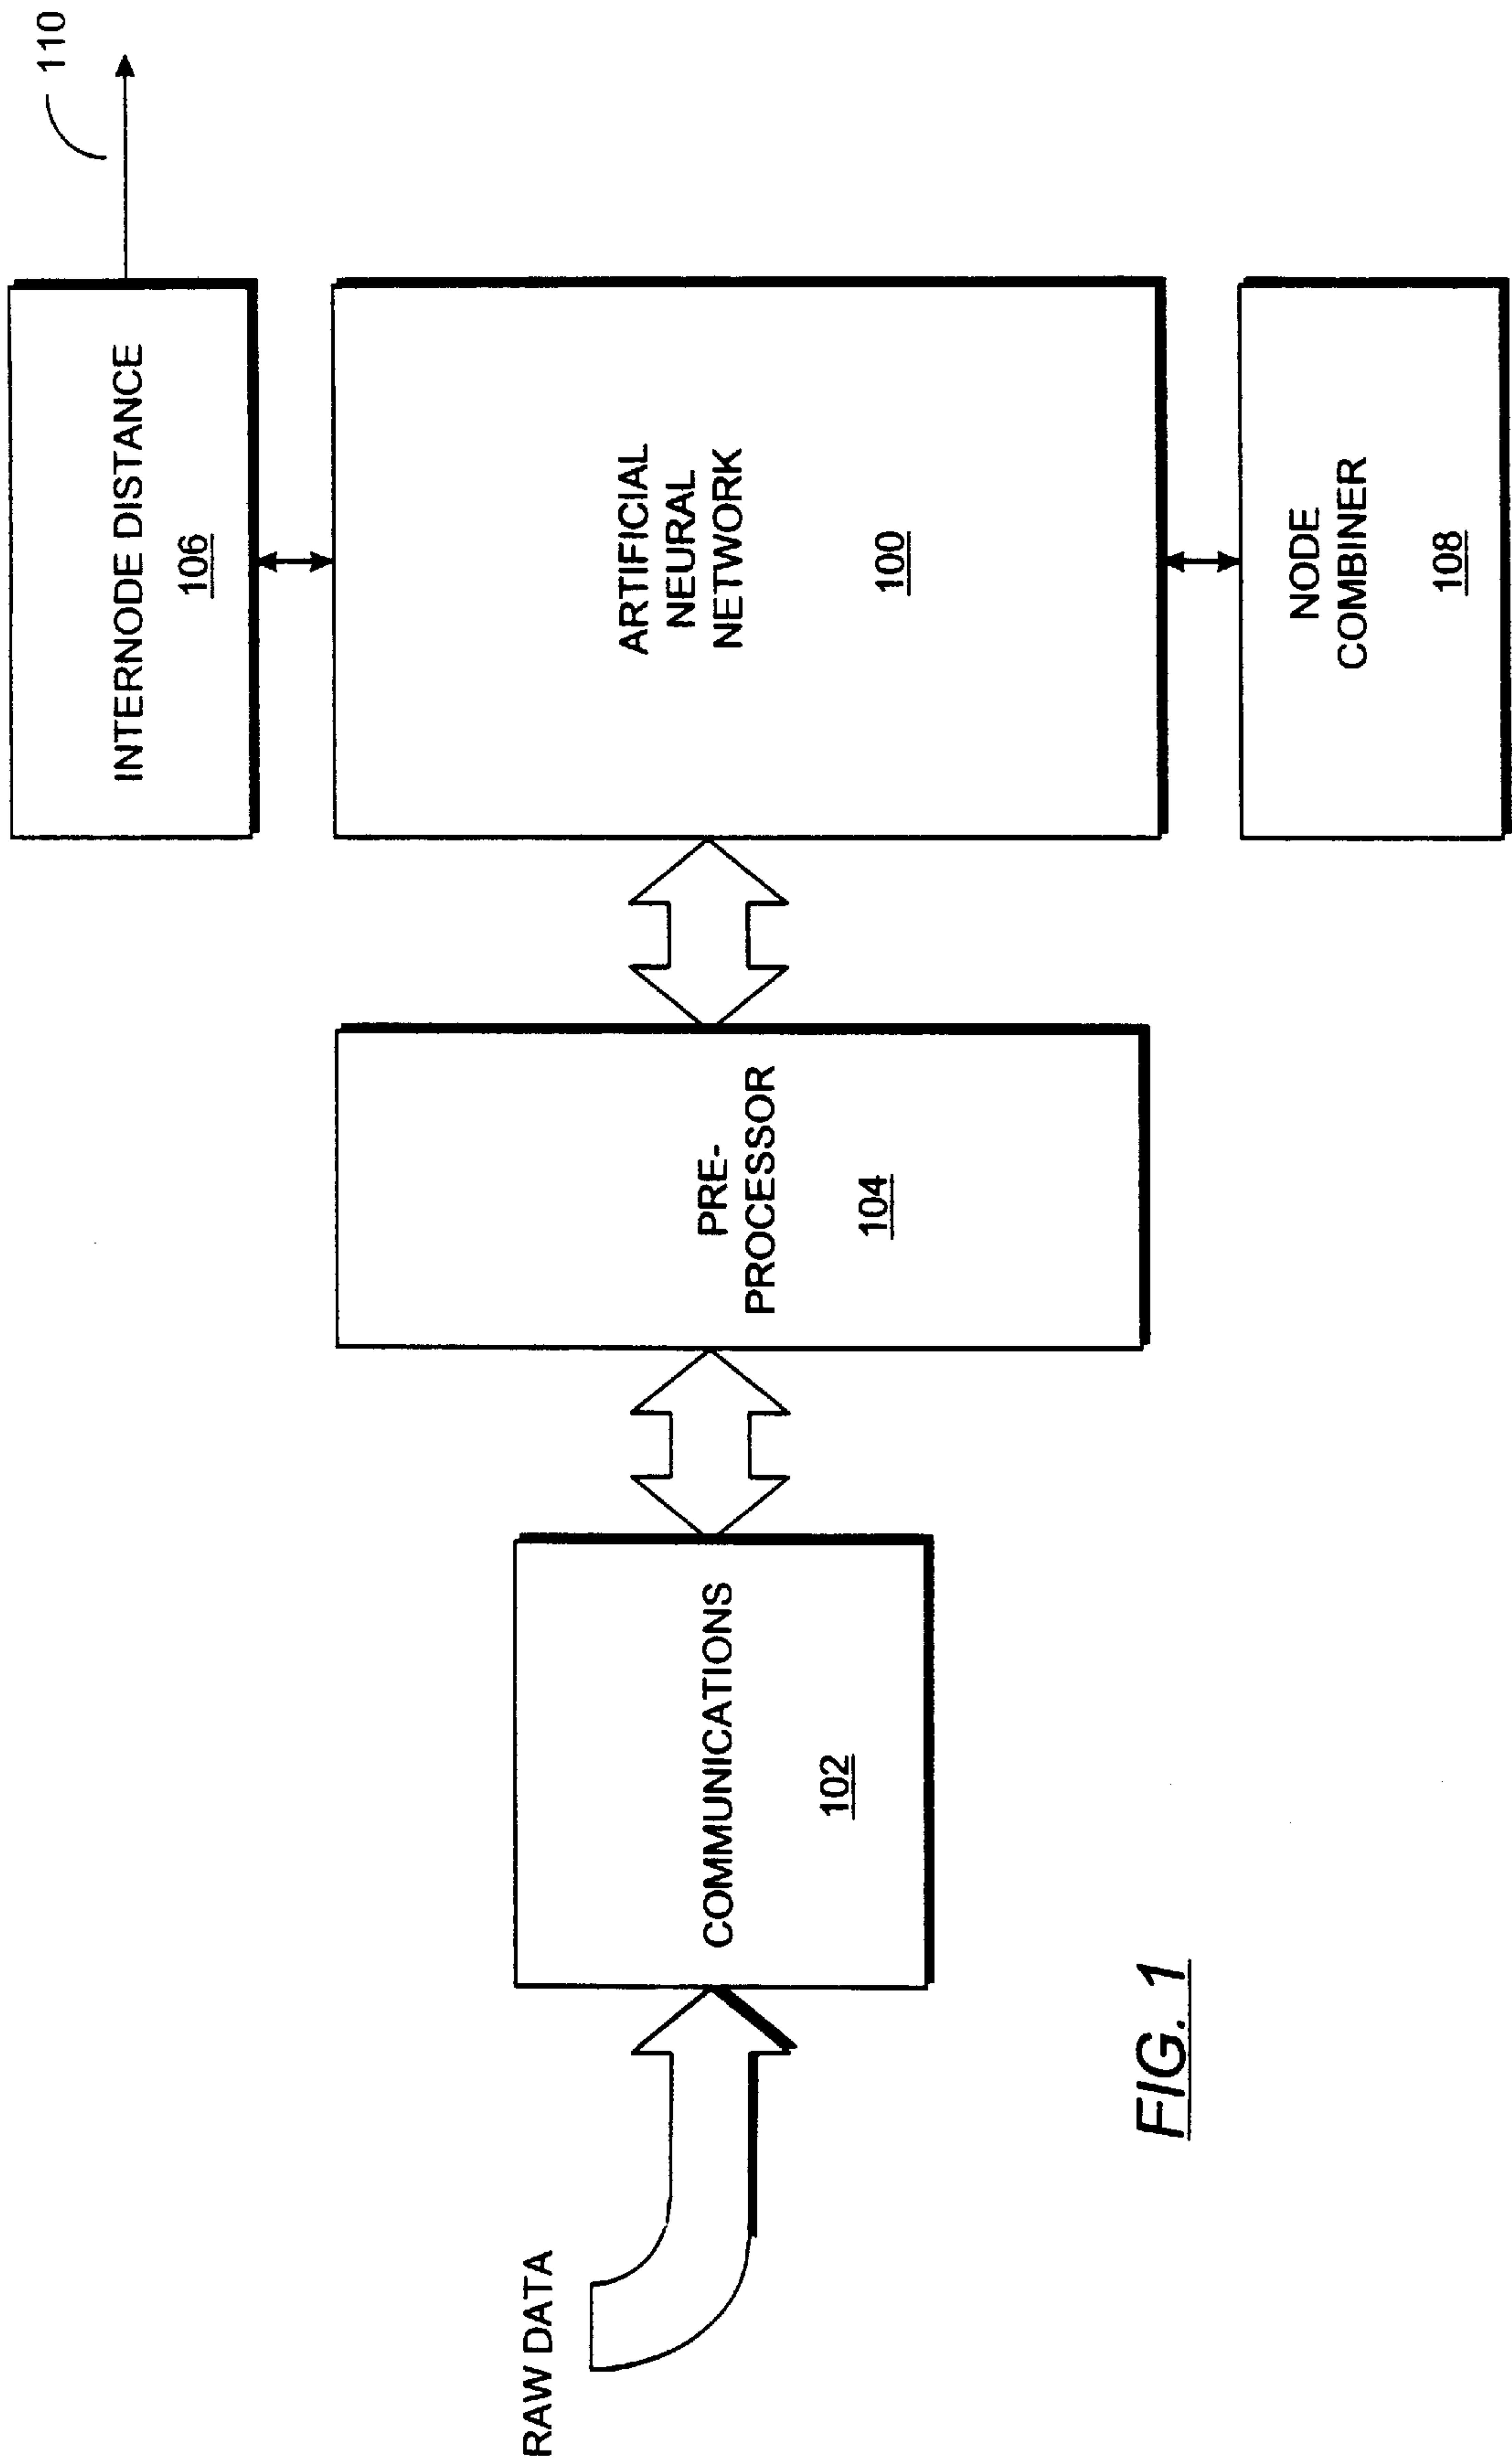 RAW DATA
COMMUNICATIONS
102
PRE-
PROCESSOR
104
ARTIFICIAL
NEURAL
NETWORK
100
INTERNODE DISTANCE
106
NODE
COMBINER
108
110
FIG. 1